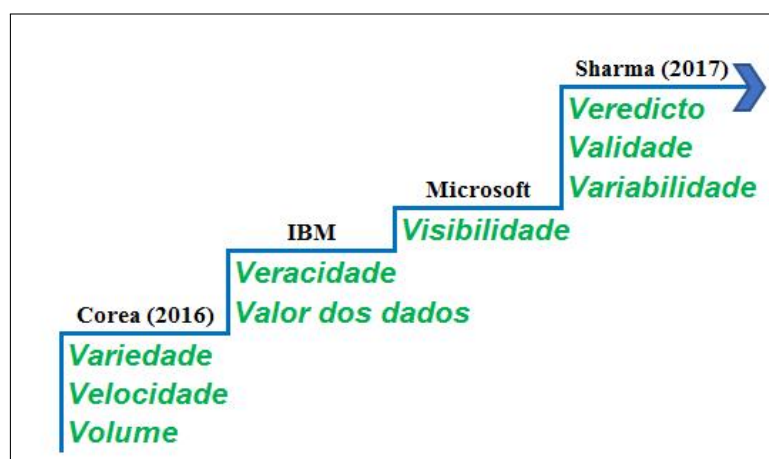 Sharma (2017)
Veredicto
Validade
Variabilidade
Microsoft
Visibilidade
IBM
Veracidade
Valor dos dados
Corea (2016)
Variedade
Velocidade
Volume